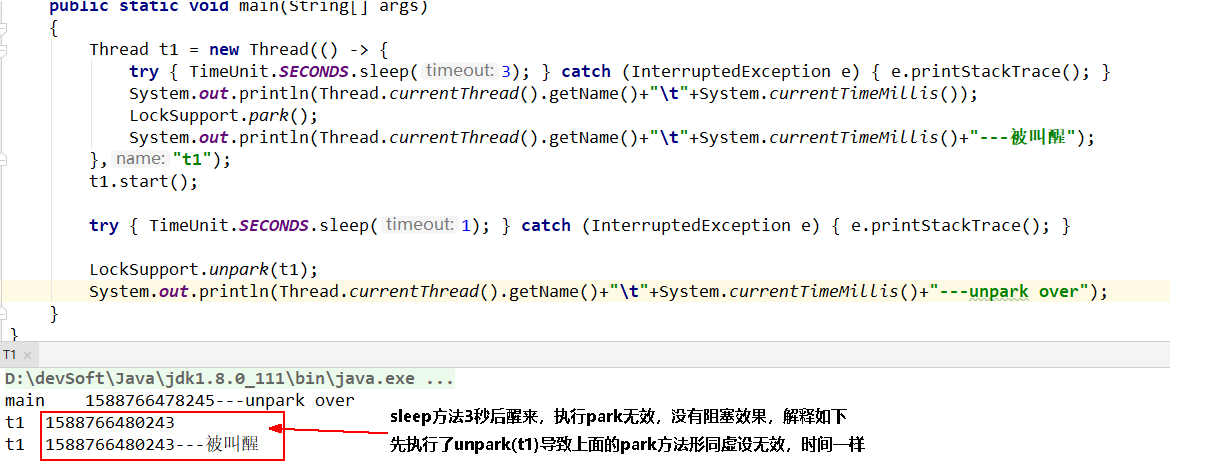 public static void main(String[] args)
{
Thread t1 = new Thread(() -> {
try { TimeUnit.SECONDS.sleep( timeout: 3); } catch (InterruptedException e) { e.printStackTrace(); }
System.out.println(Thread.currentThread().getName()+"\t"+System.currentTimeMillis());
LockSupport.park();
System.out.println(Thread.currentThread().getName()+"\t"+System.currentTimeMillis()+"---被叫醒");
}, name: "t1");
t1.start();
try { TimeUnit.SECONDS.sleep( timeout: 1); } catch (InterruptedException e) { e.printStackTrace(); }
LockSupport.unpark(t1);
System.out.println(Thread.currentThread().getName()+"\t"+System.currentTimeMillis()+"---unpark over");
}
}
T1 ×
D:\devSoft\Java\jdk1.8.0_111\bin\java.exe ...
main 1588766478245---unpark over
t1 1588766480243
t1 1588766480243---被叫醒
sleep方法3秒后醒来，执行park无效，没有阻塞效果，解释如下
先执行了unpark(t1)导致上面的park方法形同虚设无效，时间一样